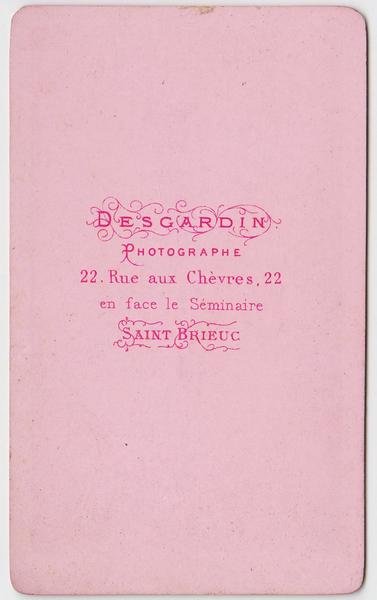 DESGARDIN
PHOTOGRAPHE
22. Rue aux Chèvres, 22
en face le Séminaire
SAINT BRIEUC